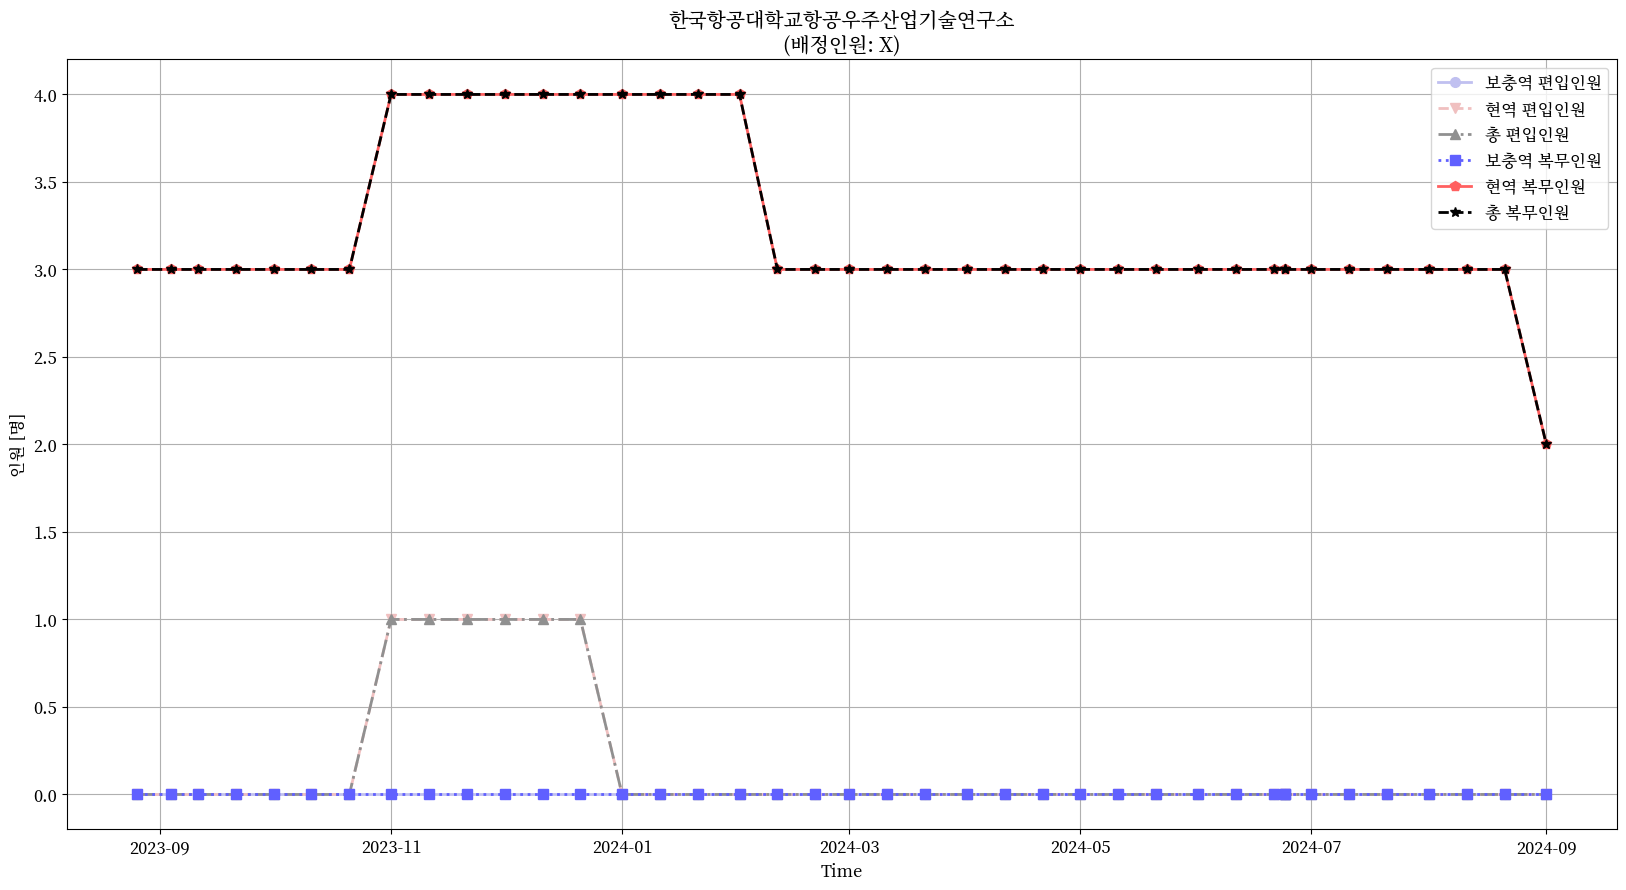 한국항공대학교항공우주산업기술연구소
(배정인원: X)
보충역 편입인원
현역 편입인원
총 편입인원
보충역 복무인원
현역 복무인원
총 복무인원
4.0
3.5
3.0
2.5
2.0
1.5
1.0
0.5
0.0
인원 [명]
2023-09 2023-11 2024-01 2024-03 2024-05 2024-07 2024-09
Time